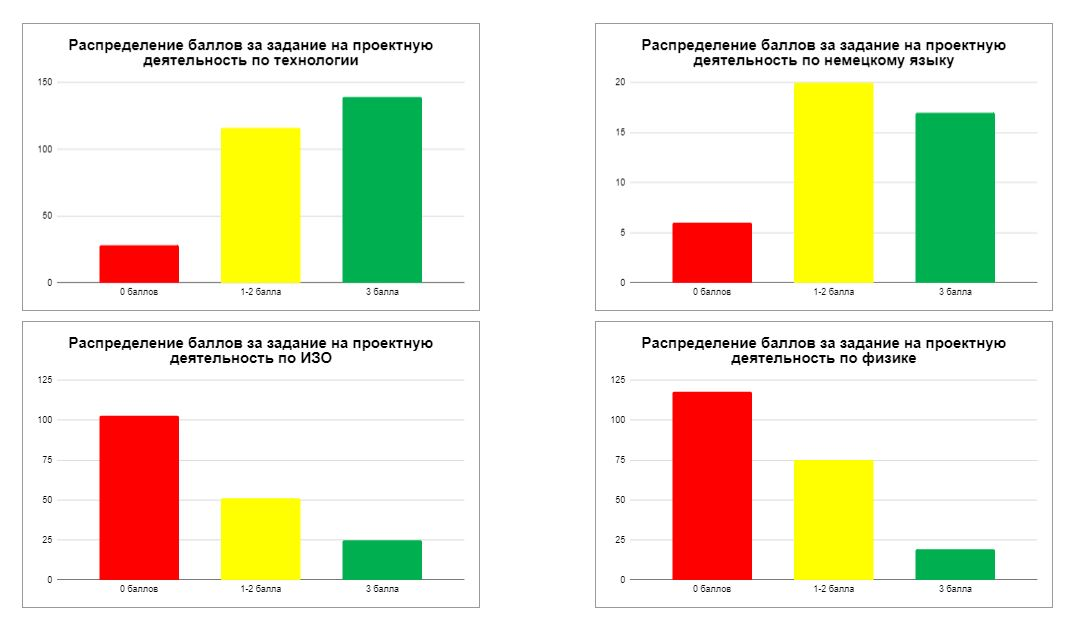 Распределение баллов за задание на проектную
деятельность по технологии
150
100
50
0
0 баллов
1-2 балла
3 балла
Распределение баллов за задание на проектную
деятельность по немецкому языку
20
15
10
5
0
0 баллов
1-2 балла
3 балла
Распределение баллов за задание на проектную
деятельность по ИЗО
125
100
75
50
25
0
0 баллов
1-2 балла
3 балла
Распределение баллов за задание на проектную
деятельность по физике
125
100
75
50
25
0
0 баллов
1-2 балла
3 балла